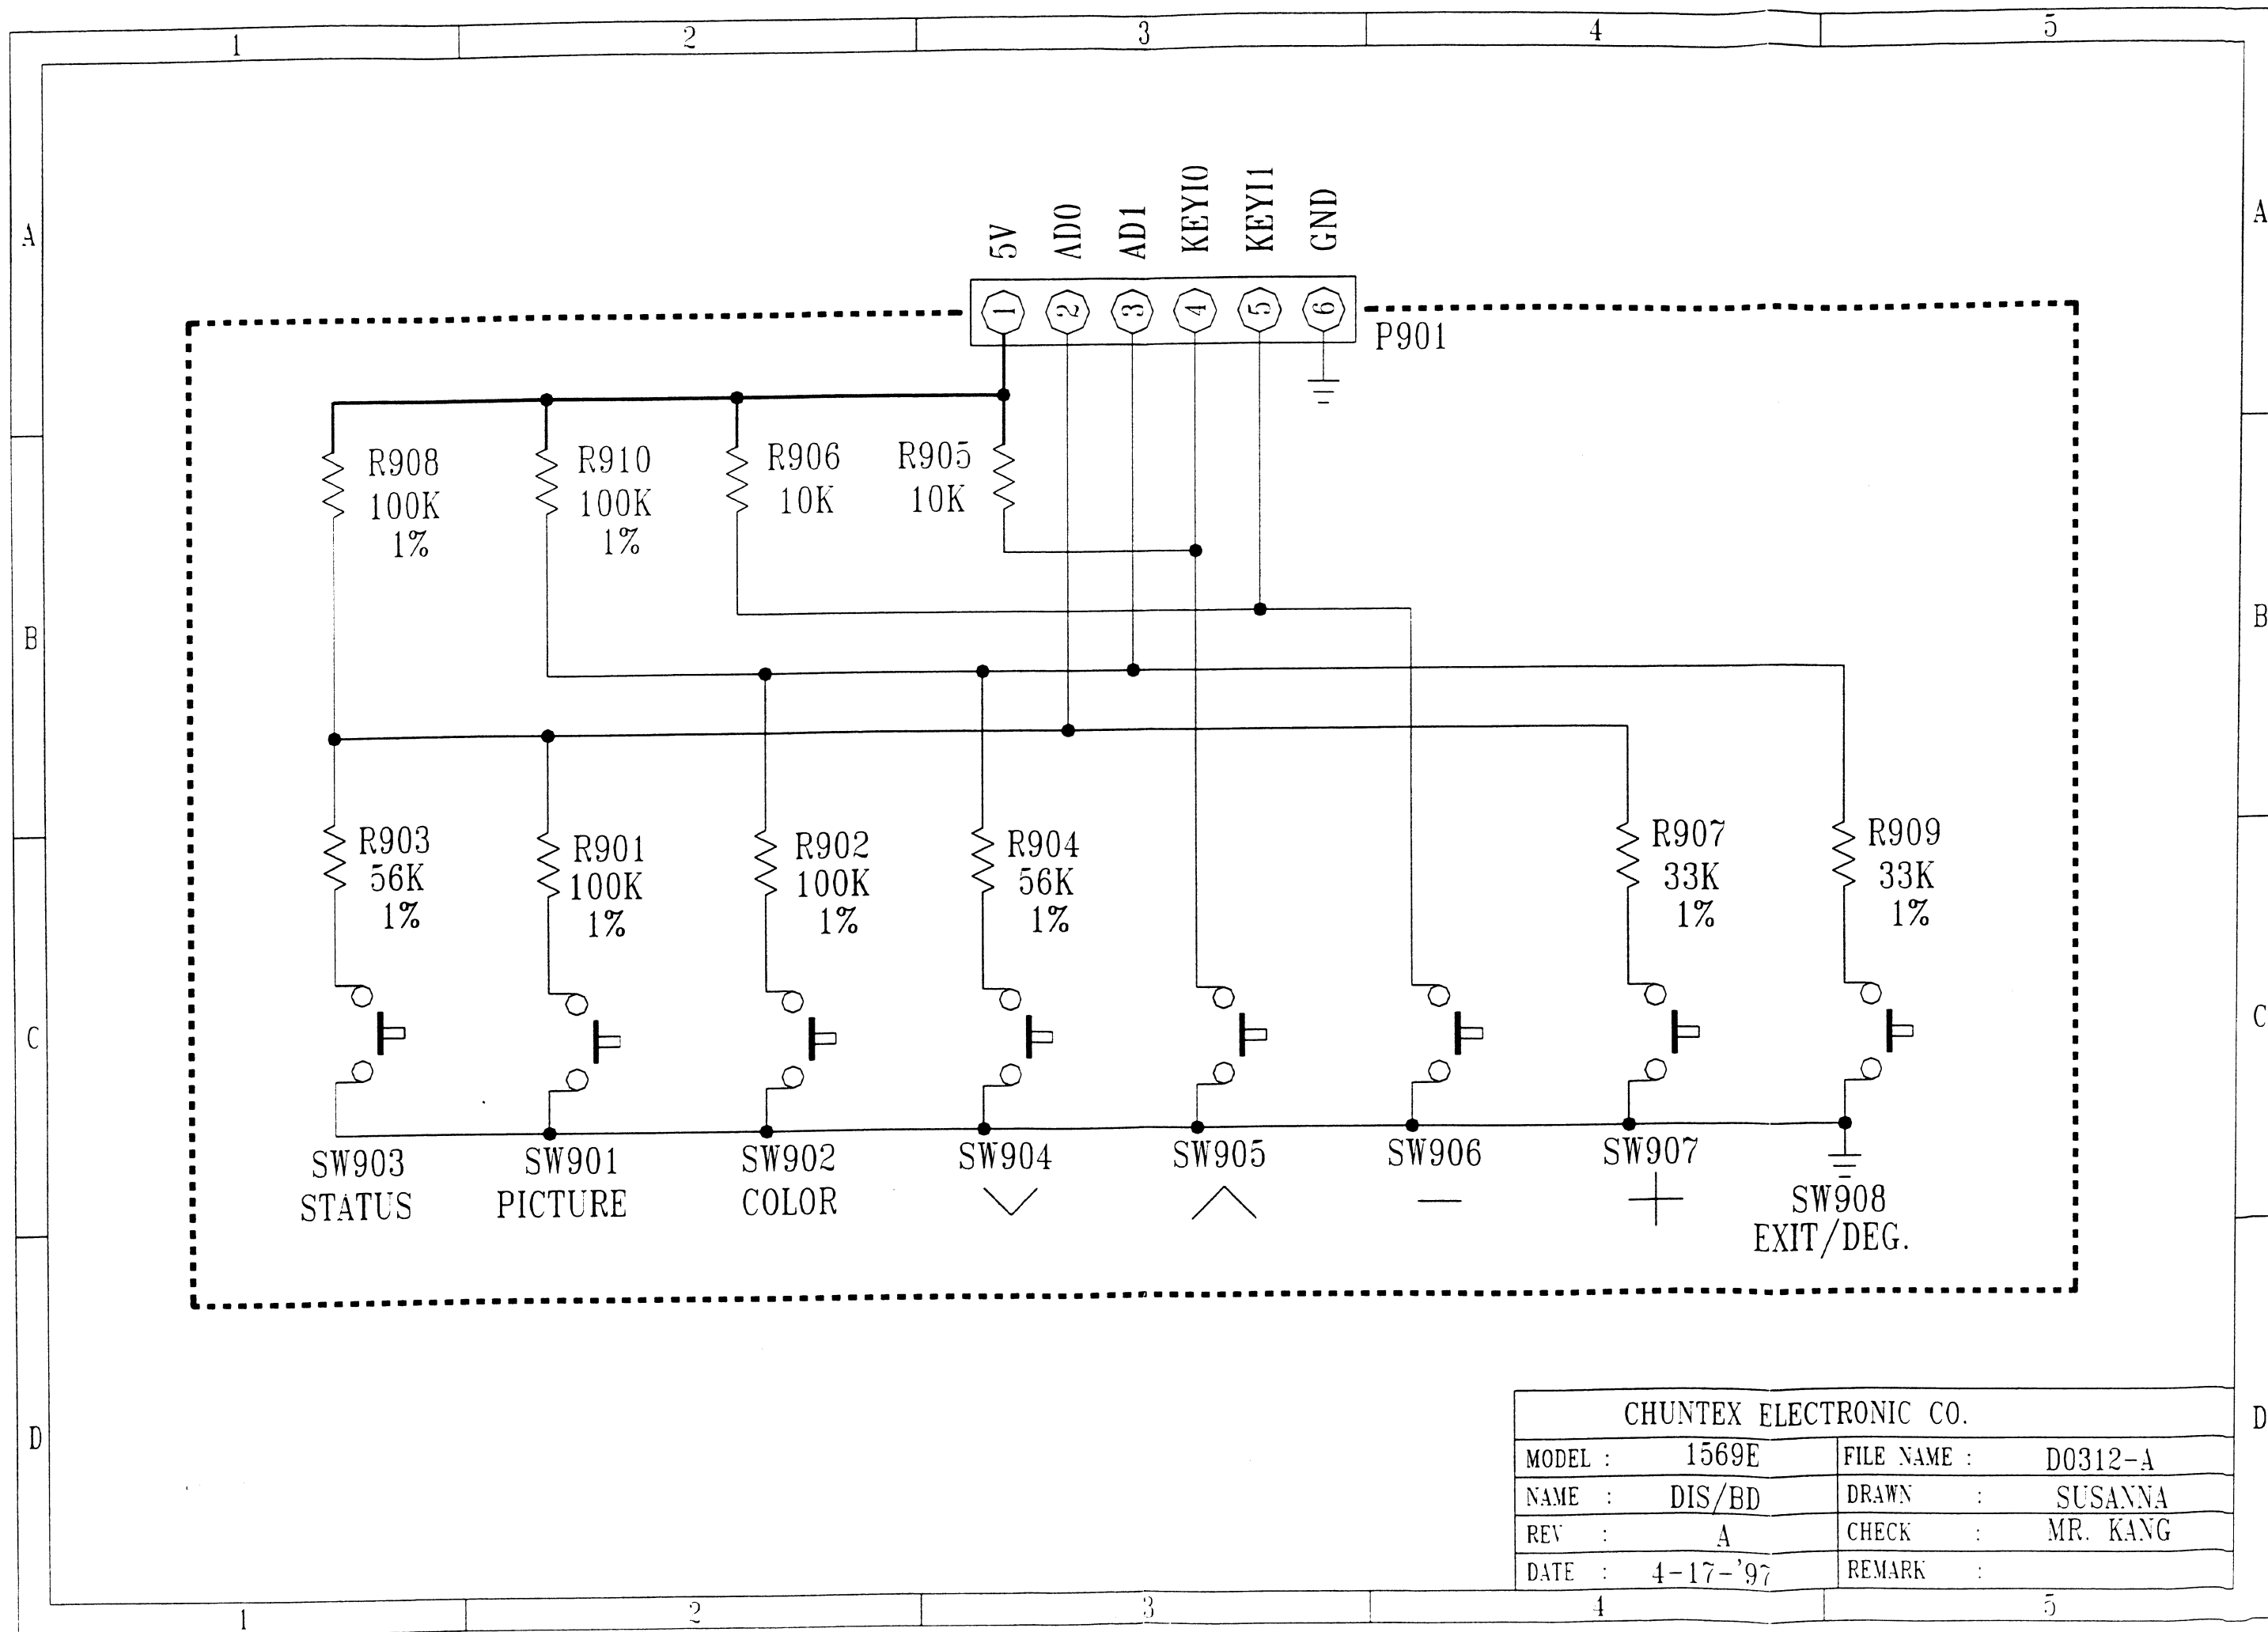 1 2 3 4 5
A A
5V AD0 AD1 KEYI0 KEYI1 GND
1 2 3 4 5 6
P901
R908 R910 R906 R905
100K 100K 10K 10K
1% 1%
B B
R903 R901 R902 R904 R907 R909
56K 100K 100K 56K 33K 33K
1% 1% 1% 1% 1% 1%
C C
SW903 SW901 SW902 SW904 SW905 SW906 SW907
STATUS PICTURE COLOR — +
SW908
EXIT/DEG.
D D
CHUNTEX ELECTRONIC CO.
MODEL : 1569E FILE NAME : D0312-A
NAME : DIS/BD DRAWN : SUSANNA
REV : A CHECK : MR. KANG
DATE : 4-17-'97 REMARK :
1 2 3 4 5